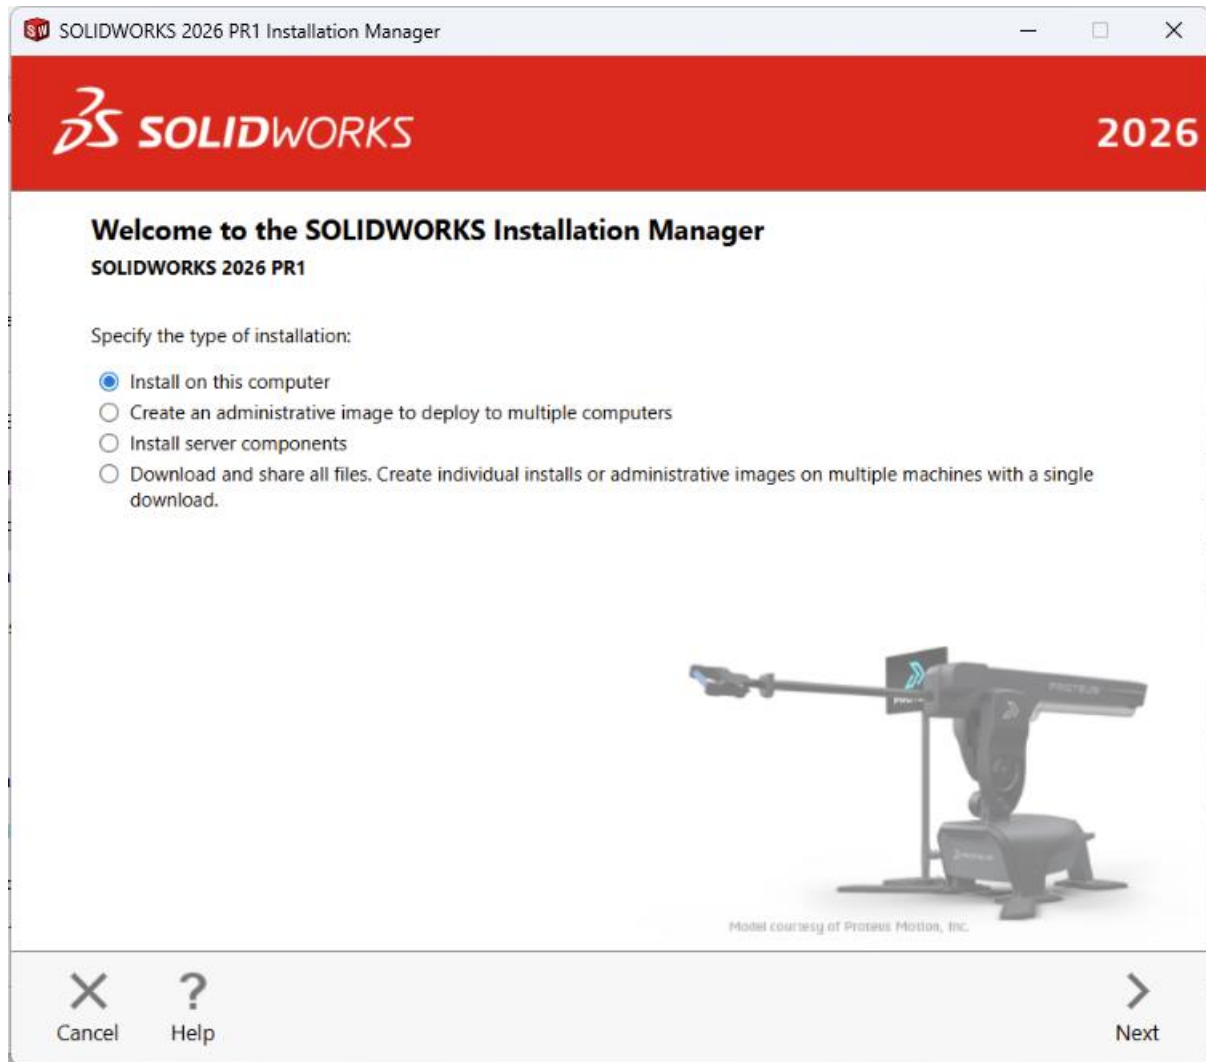 SOLIDWORKS 2026 PR1 Installation Manager
SOLIDWORKS
2026
Welcome to the SOLIDWORKS Installation Manager
SOLIDWORKS 2026 PR1
Specify the type of installation:
Install on this computer
Create an administrative image to deploy to multiple computers
Install server components
Download and share all files. Create individual installs or administrative images on multiple machines with a single
download.
PROTEUS
Model courtesy of Proteus Motion, Inc.
Cancel
Help
Next